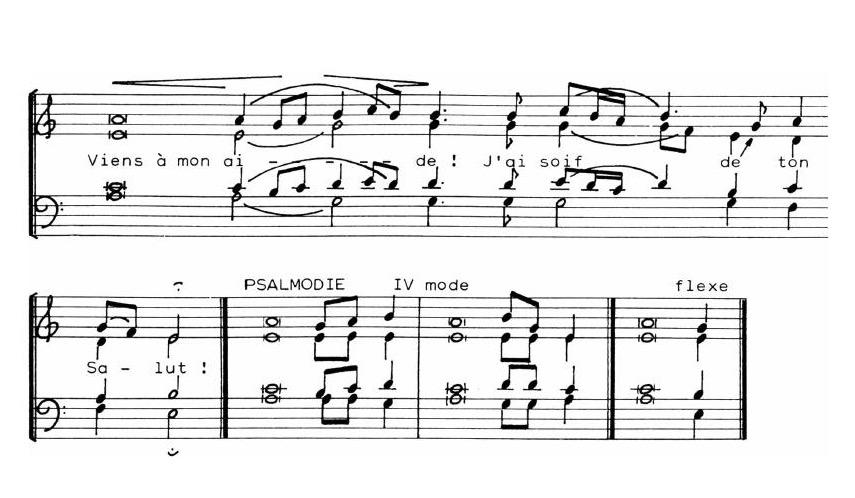 Viens à mon ai - - - - - de ! J'ai soif de ton
PSALMODIE IV mode flexe
Sa - lut !